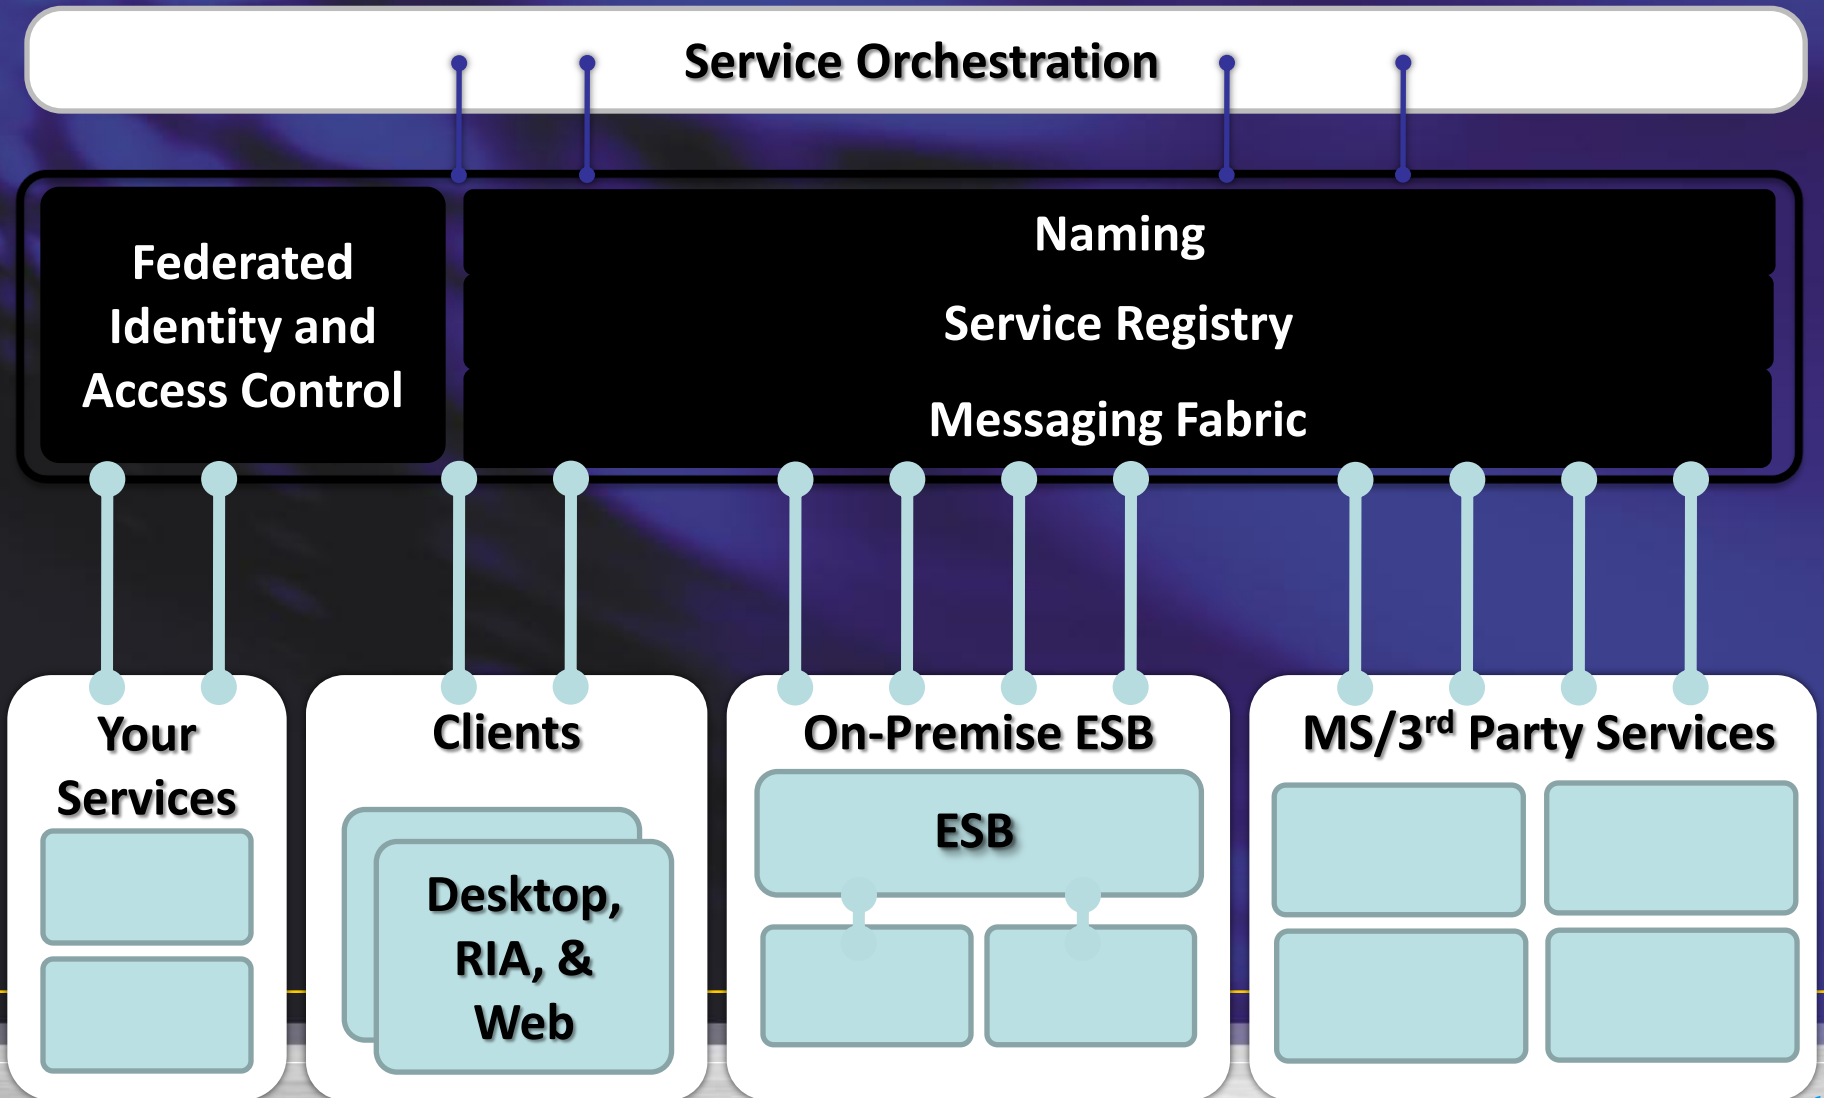 Service Orchestration
Federated
Identity and
Access Control
Naming
Service Registry
Messaging Fabric
Your
Services
Clients
Desktop,
RIA, &
Web
On-Premise ESB
ESB
MS/3rd Party Services